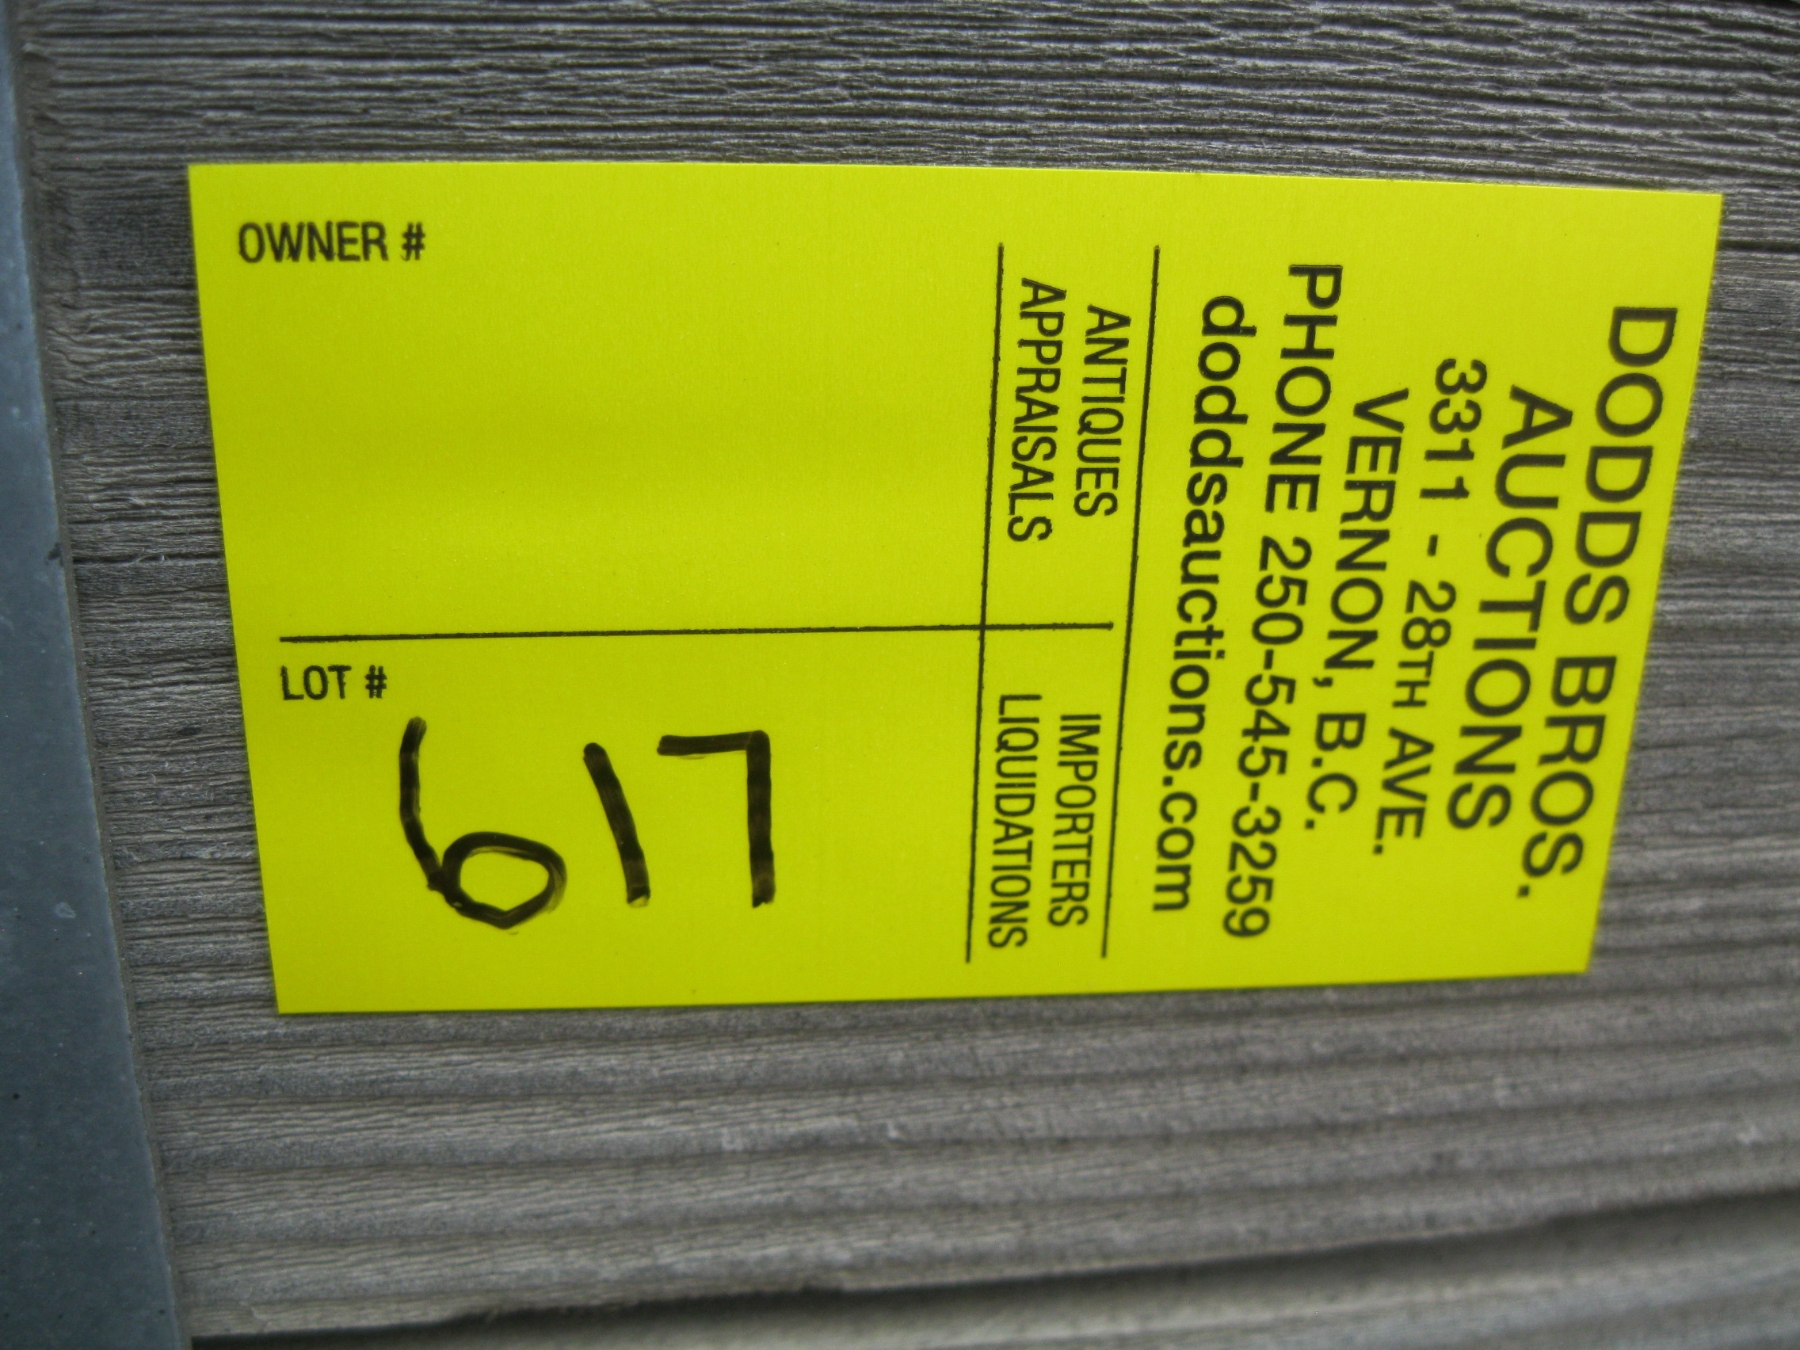 DODDS BROS.
AUCTIONS
3311 - 28TH AVE.
VERNON, B.C.
PHONE 250-545-3259
doddsauctions.com
ANTIQUES
APPRAISALS
IMPORTERS
LIQUIDATIONS
OWNER #
LOT #
617